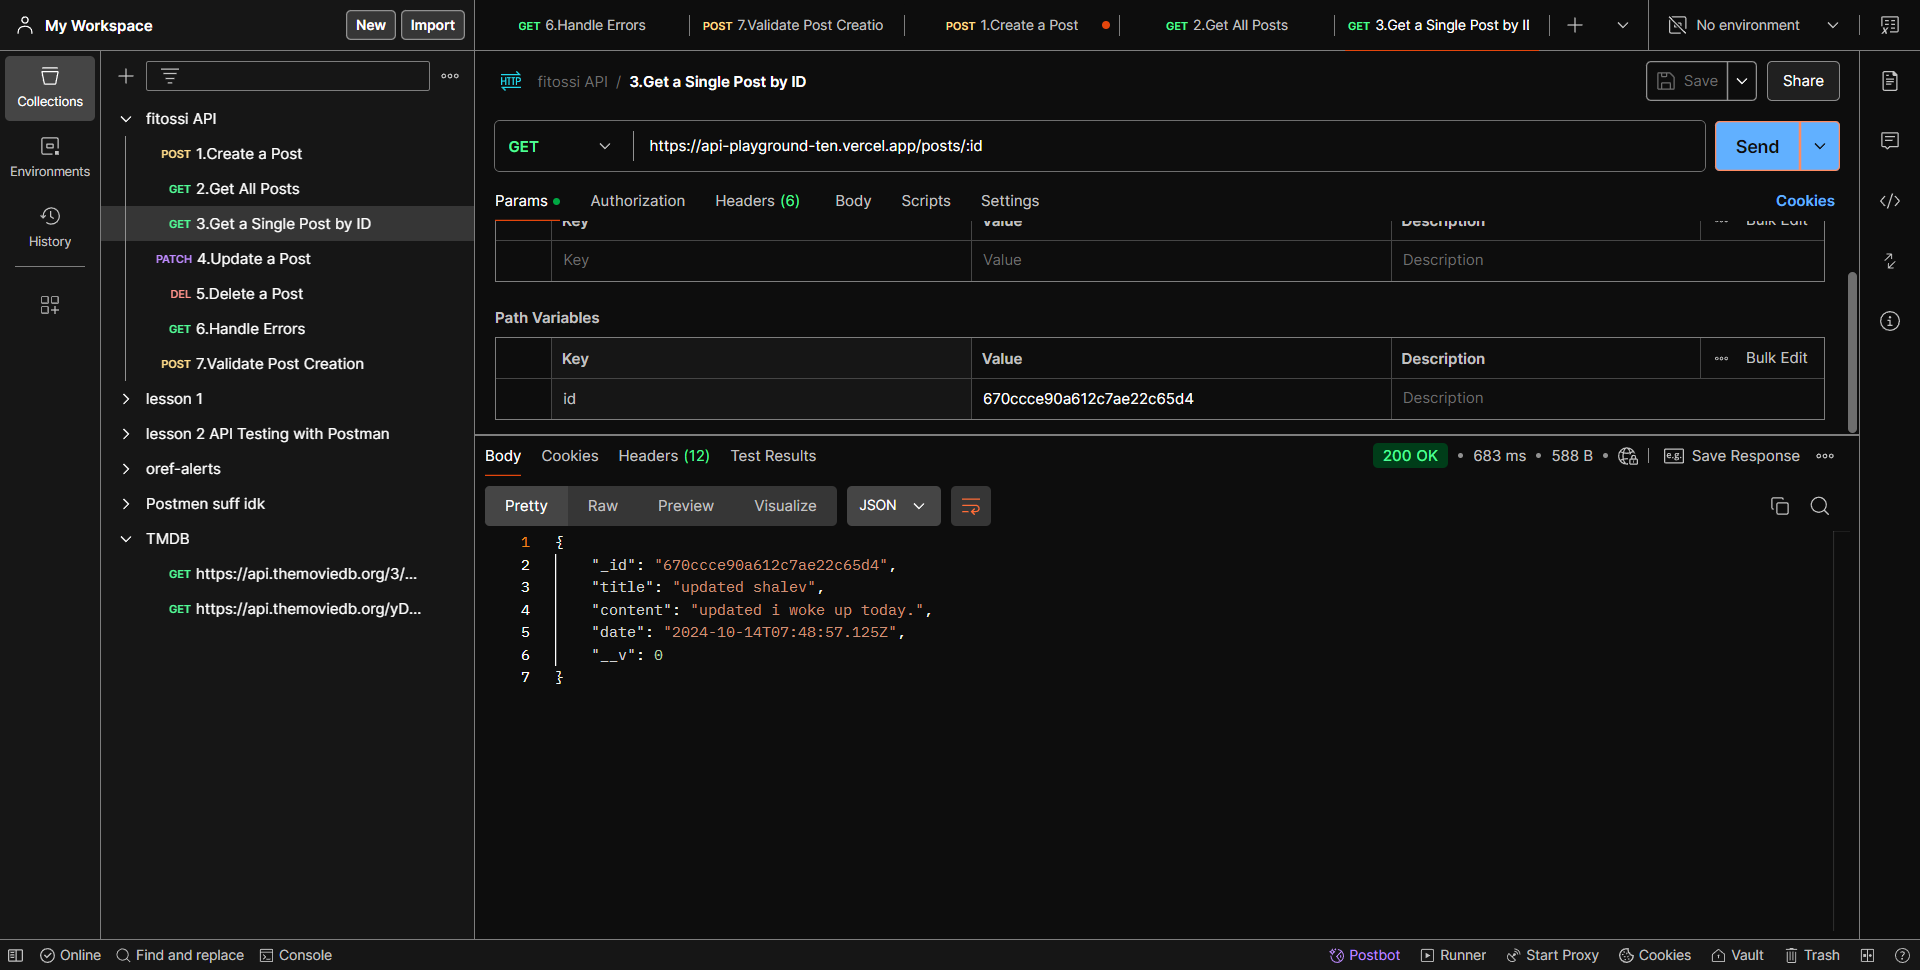 My Workspace New Import
GET 6.Handle Errors POST 7.Validate Post Creatio POST 1.Create a Post GET 2.Get All Posts GET 3.Get a Single Post by No environment
Collections
Environments
History
fitossi API
POST 1.Create a Post
GET 2.Get All Posts
GET 3.Get a Single Post by ID
PATCH 4.Update a Post
DEL 5.Delete a Post
GET 6.Handle Errors
POST 7.Validate Post Creation
lesson 1
lesson 2 API Testing with Postman
oref-alerts
Postmen suff idk
TMDB
GET https://api.themoviedb.org/3/...
GET https://api.themoviedb.org/yD...
HTTP fitossi API / 3.Get a Single Post by ID Save Share
GET https://api-playground-ten.vercel.app/posts/:id Send
Params Authorization Headers (6) Body Scripts Settings Cookies
Key Value Description Bulk Edit
Key Value Description
Path Variables
Key Value Description Bulk Edit
id 670ccce90a612c7ae22c65d4 Description
Body Cookies Headers (12) Test Results 200 OK • 683 ms • 588 B • e.g. Save Response
Pretty Raw Preview Visualize JSON
1 {
2 "_id": "670ccce90a612c7ae22c65d4",
3 "title": "updated shalev",
4 "content": "updated i woke up today.",
5 "date": "2024-10-14T07:48:57.125Z",
6 "__v": 0
7 }
Online Find and replace Console Postbot Runner Start Proxy Cookies Vault Trash